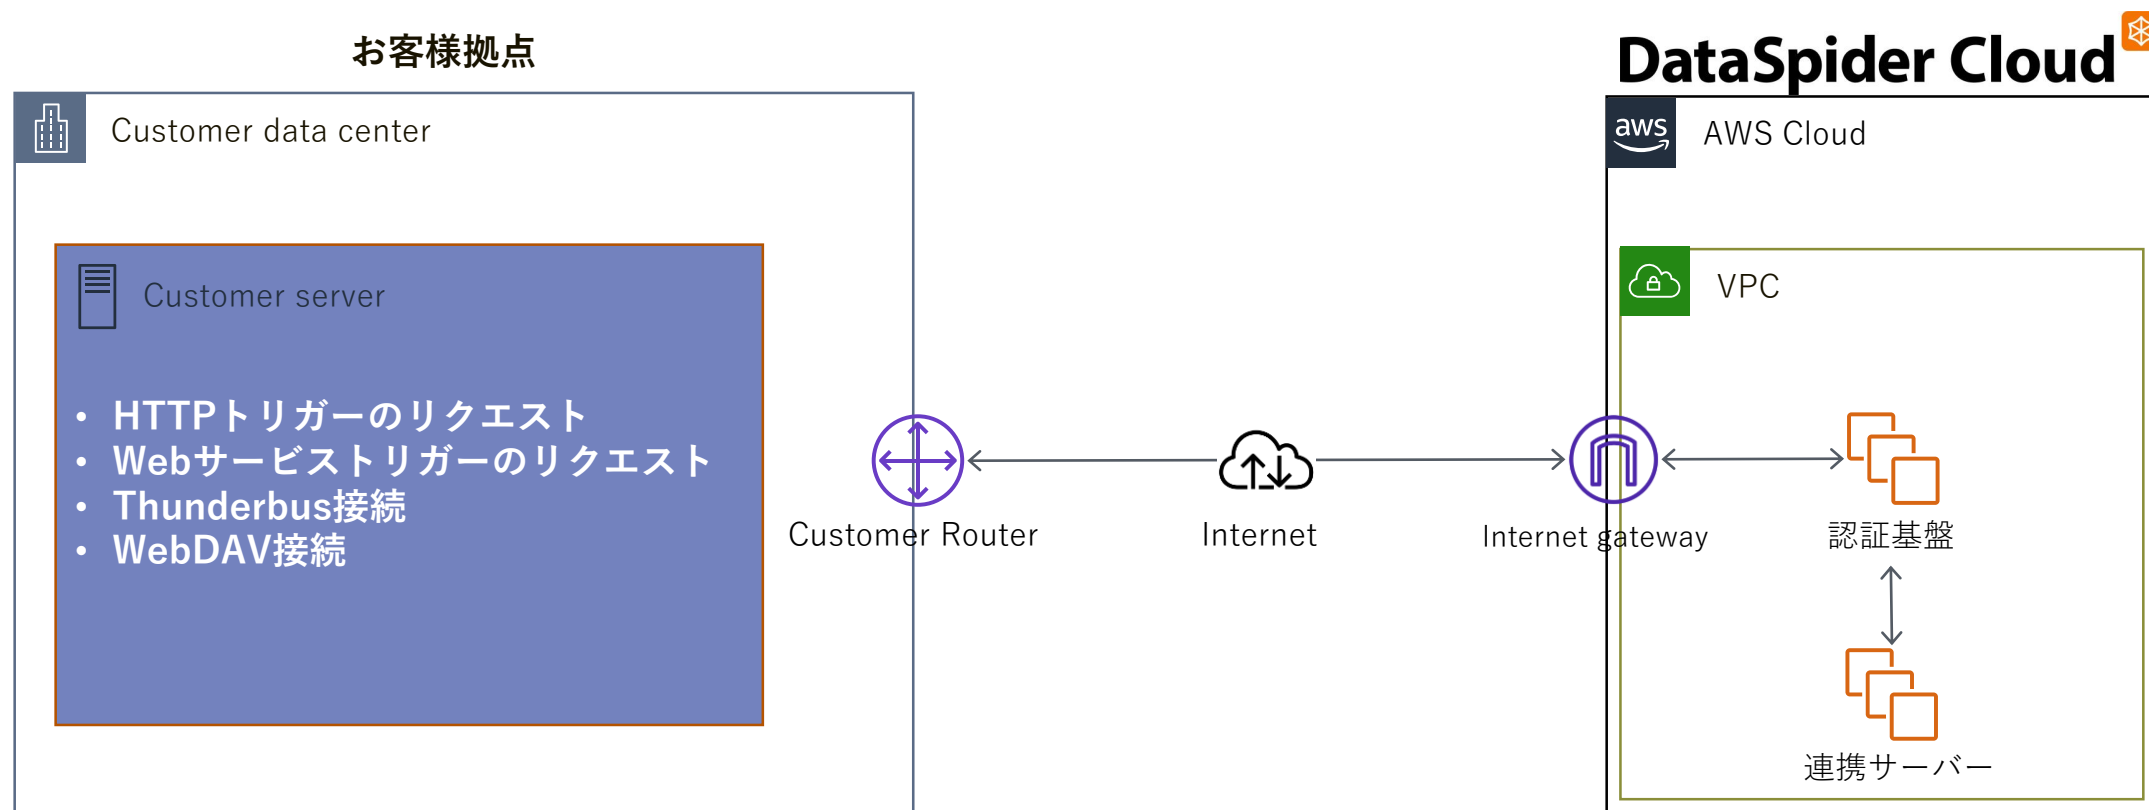 お客様拠点
DataSpider Cloud
Customer data center
aws
AWS Cloud
Customer server
VPC
• HTTPトリガーのリクエスト
• Webサービストリガーのリクエスト
• Thunderbus接続
• WebDAV接続
Customer Router
Internet
Internet gateway
認証基盤
連携サーバー